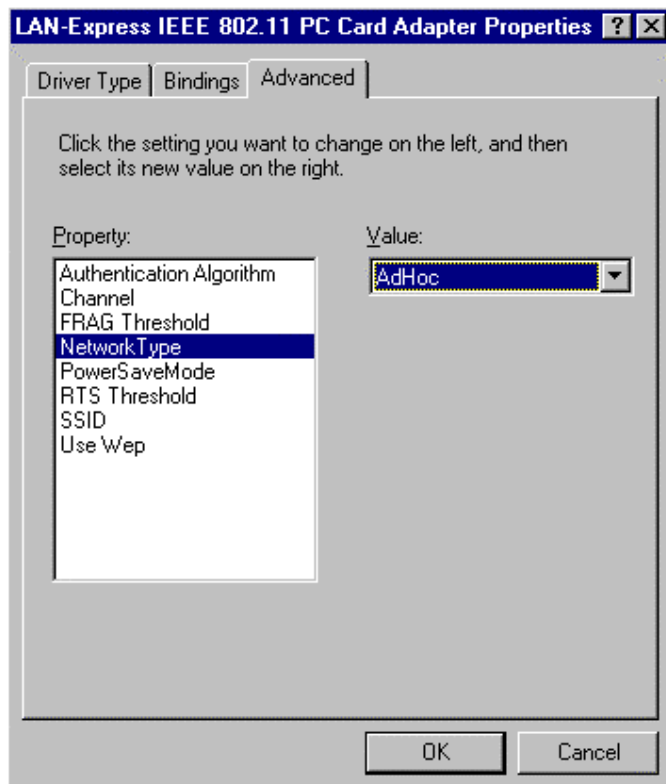 LAN-Express IEEE 802.11 PC Card Adapter Properties
Driver Type Bindings Advanced
Click the setting you want to change on the left, and then
select its new value on the right.
Property:
Value:
Authentication Algorithm
Channel
FRAG Threshold
NetworkType
PowerSaveMode
RTS Threshold
SSID
Use Wep
AdHoc
OK Cancel